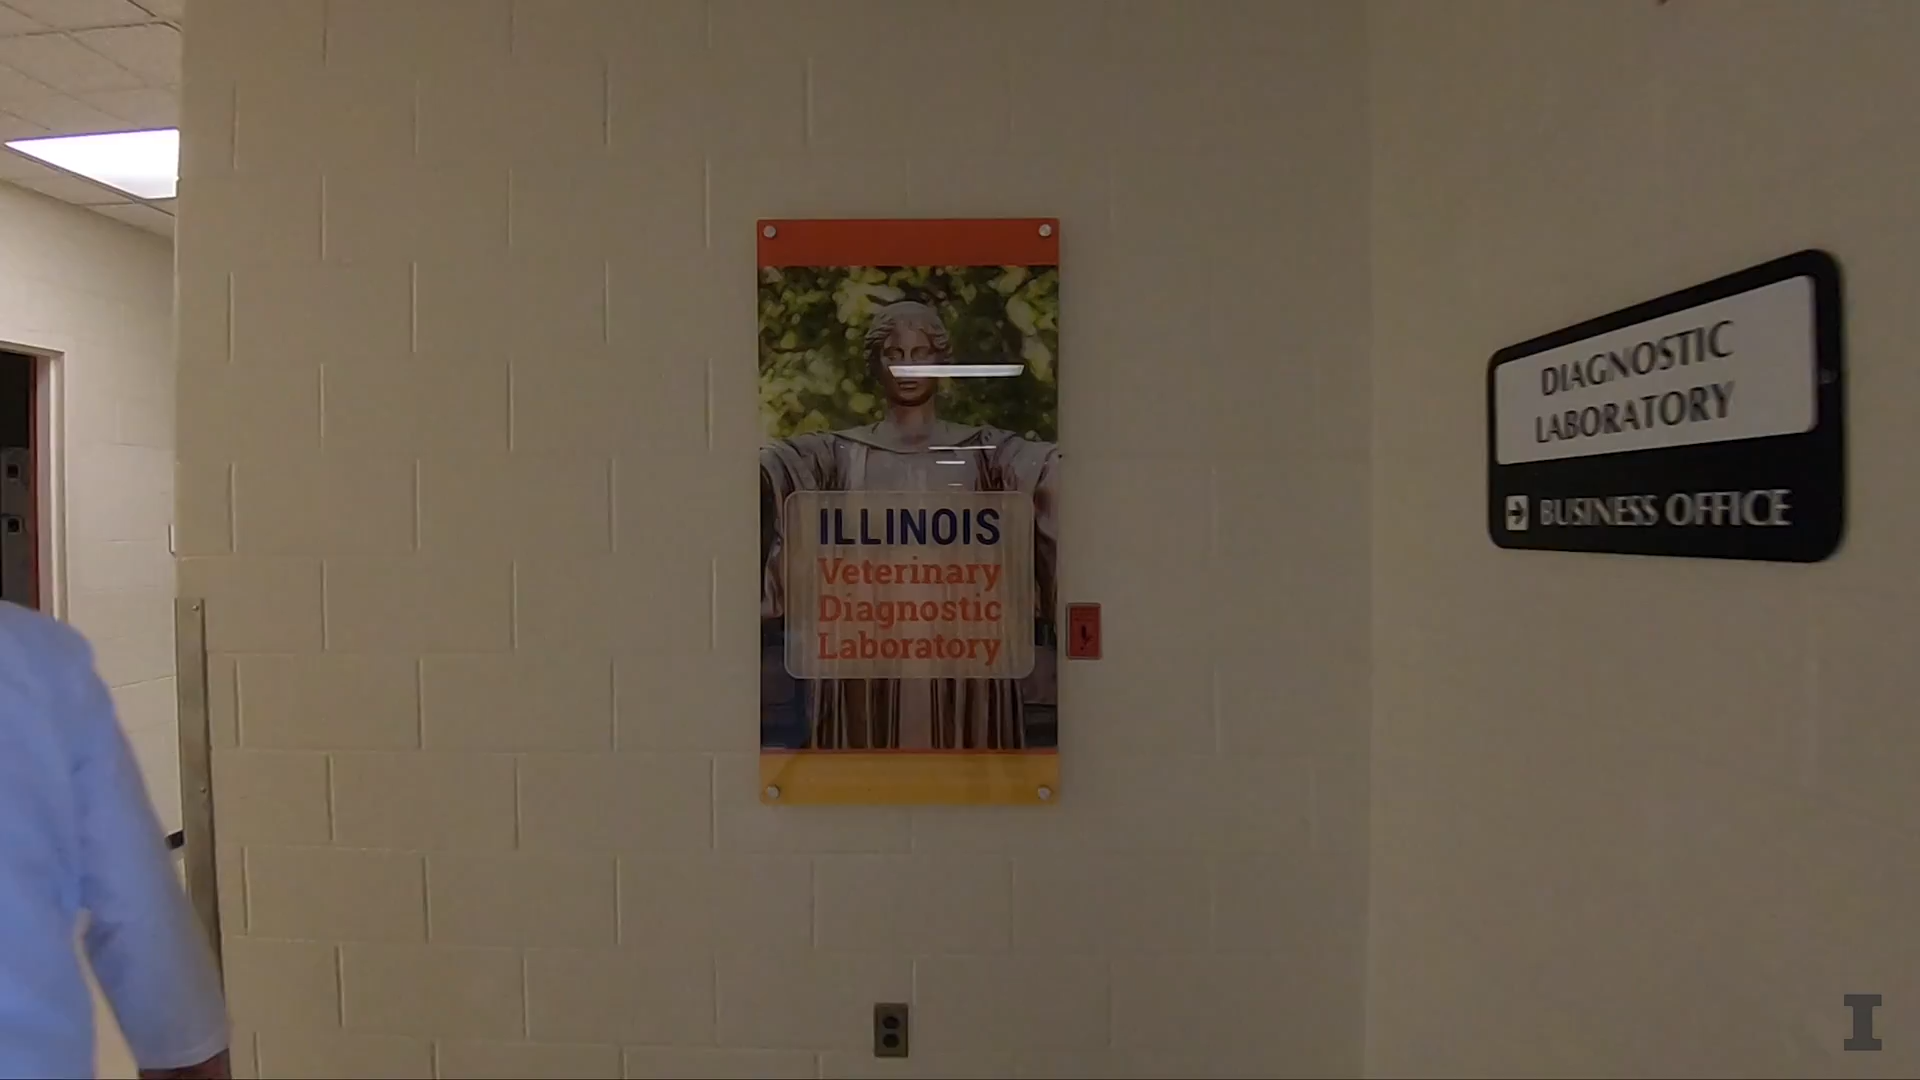 ILLINOIS
Veterinary
Diagnostic
Laboratory
DIAGNOSTIC
LABORATORY
BUSINESS OFFICE
I